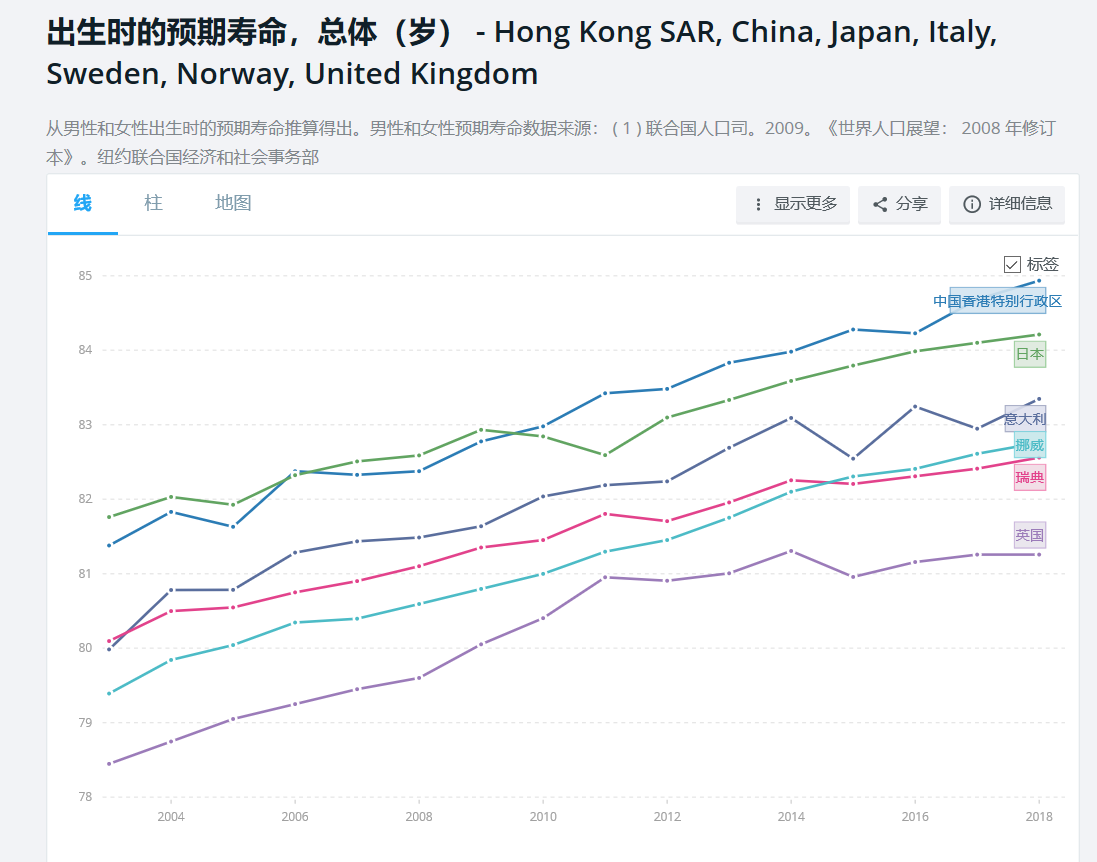 出生时的预期寿命，总体（岁） - Hong Kong SAR, China, Japan, Italy,
Sweden, Norway, United Kingdom
从男性和女性出生时的预期寿命推算得出。男性和女性预期寿命数据来源： ( 1 ) 联合国人口司。2009。《世界人口展望： 2008 年修订
本》。纽约联合国经济和社会事务部
线 柱 地图 显示更多 分享 详细信息
标签
85
中国香港特别行政区
84
日本
83
意大利
挪威
82
瑞典
英国
81
80
79
78
2004 2006 2008 2010 2012 2014 2016 2018